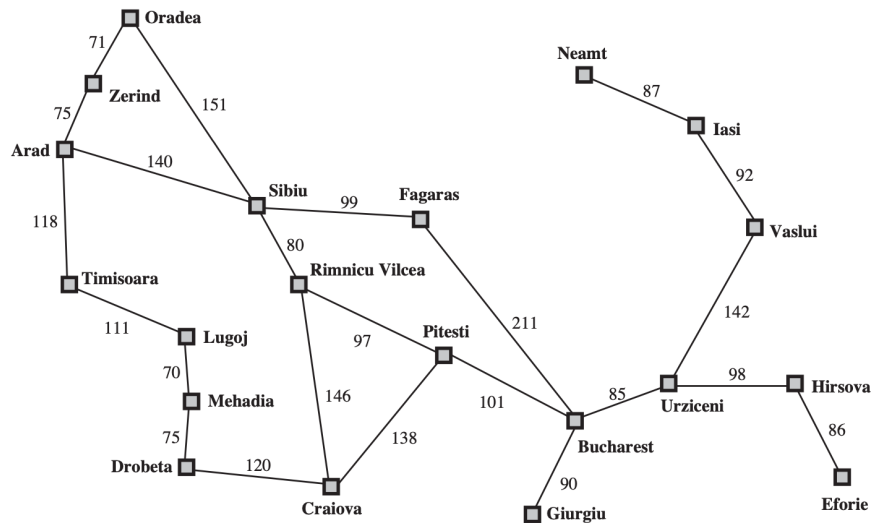 Oradea
71
Neamt
Zerind
87
151
75
Iasi
Arad
140
92
Sibiu
99
Fagaras
118
Vaslui
80
Timisoara
Rimnicu Vilcea
142
111
Lugoj
97
Pitesti
211
70
98
Hirsova
Mehadia
146
101
85
Urziceni
75
138
86
Bucharest
Drobeta
120
90
Eforie
Craiova
Giurgiu